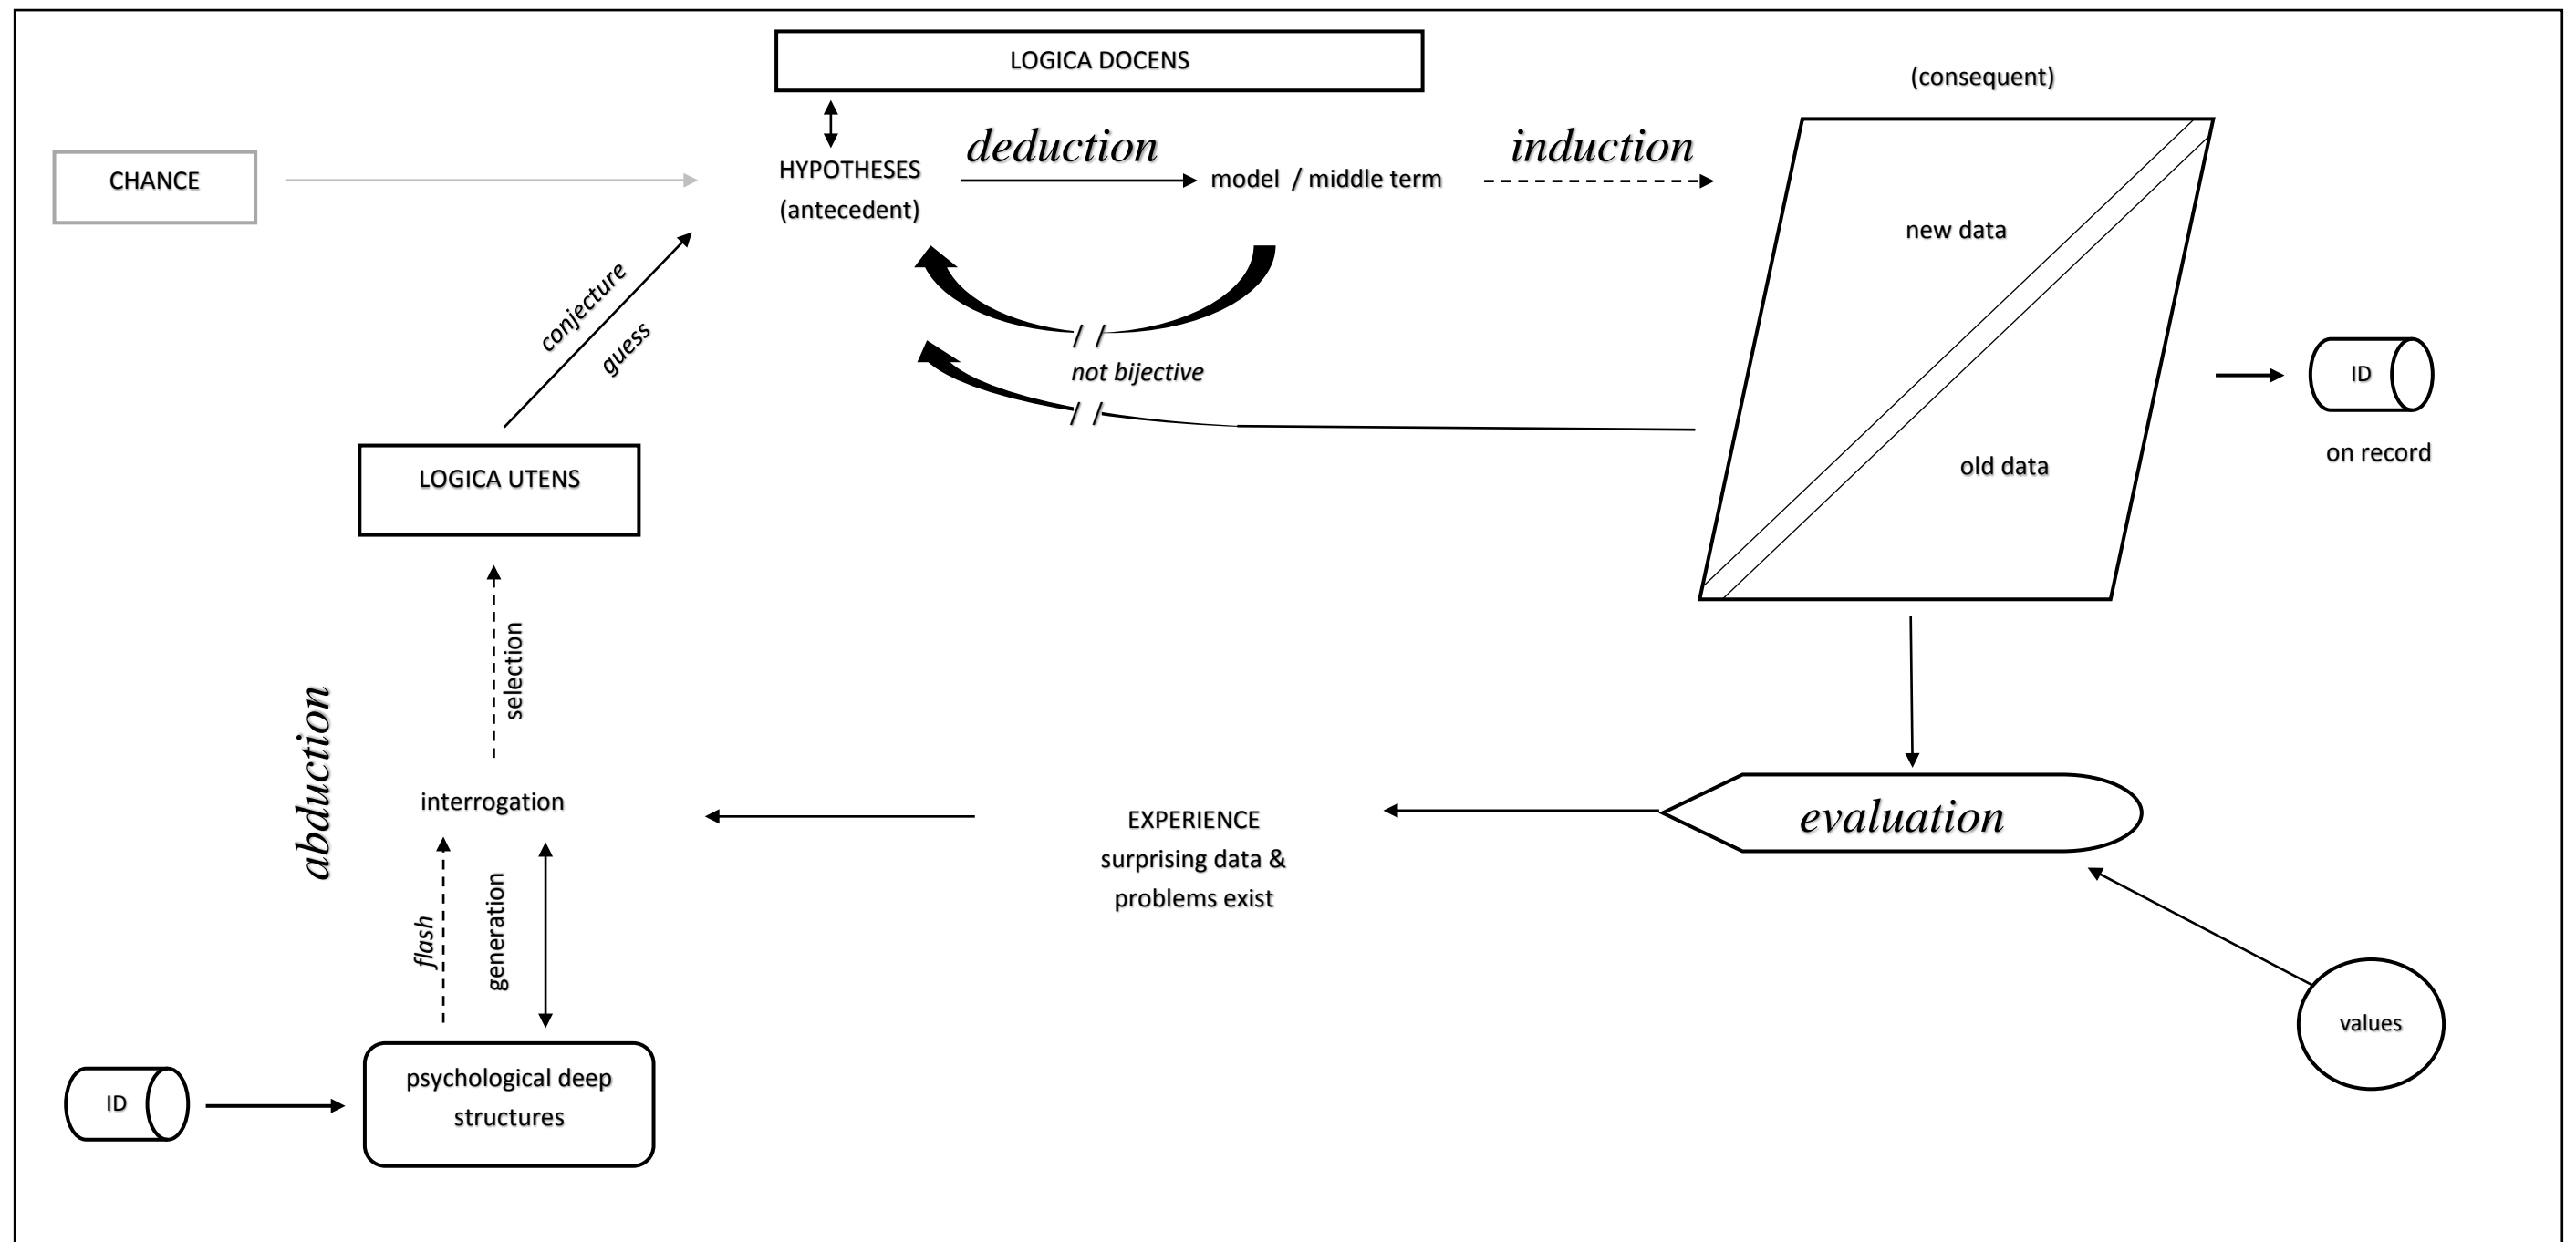 LOGICA DOCENS
(consequent)
CHANCE
HYPOTHESES
(antecedent)
deduction
model / middle term
induction
new data
conjecture
guess
/ /
not bijective
/ /
ID
on record
old data
LOGICA UTENS
selection
abduction
interrogation
EXPERIENCE
surprising data &
problems exist
evaluation
flash
generation
values
ID
psychological deep
structures